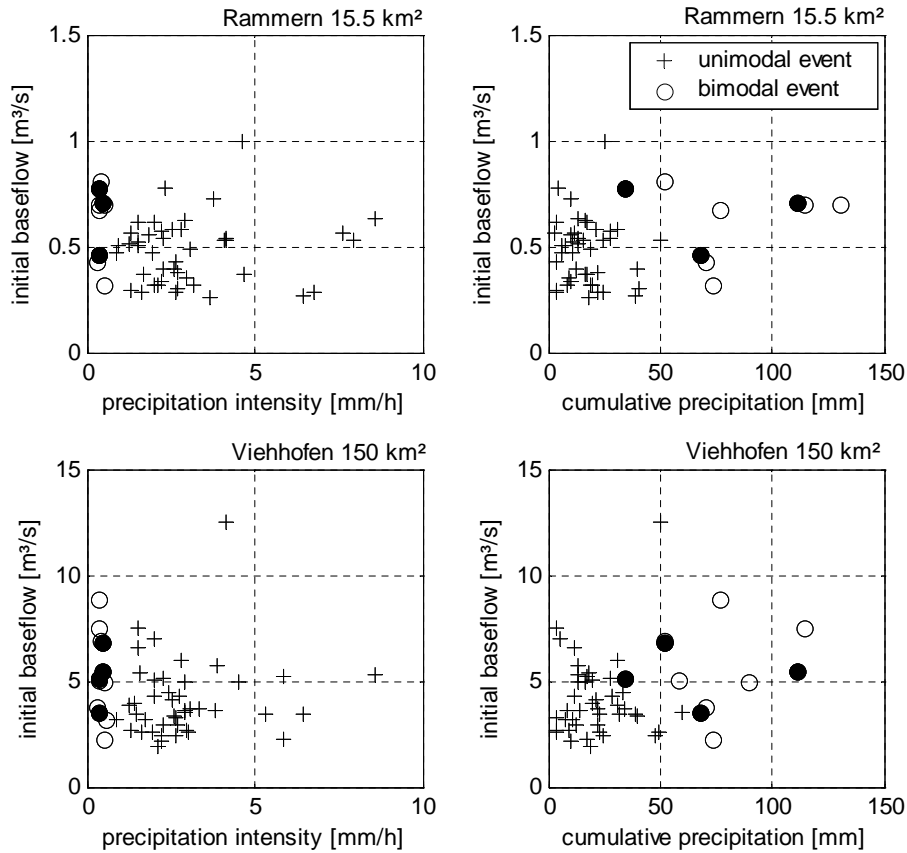 Rammern 15.5 km²
1.5
1
0.5
0
initial baseflow [m³/s]
0
5
10
precipitation intensity [mm/h]
Rammern 15.5 km²
unimodal event
bimodal event
1.5
1
0.5
0
initial baseflow [m³/s]
0
50
100
150
cumulative precipitation [mm]
Viehhofen 150 km²
15
10
5
0
initial baseflow [m³/s]
0
5
10
precipitation intensity [mm/h]
Viehhofen 150 km²
15
10
5
0
initial baseflow [m³/s]
0
50
100
150
cumulative precipitation [mm]